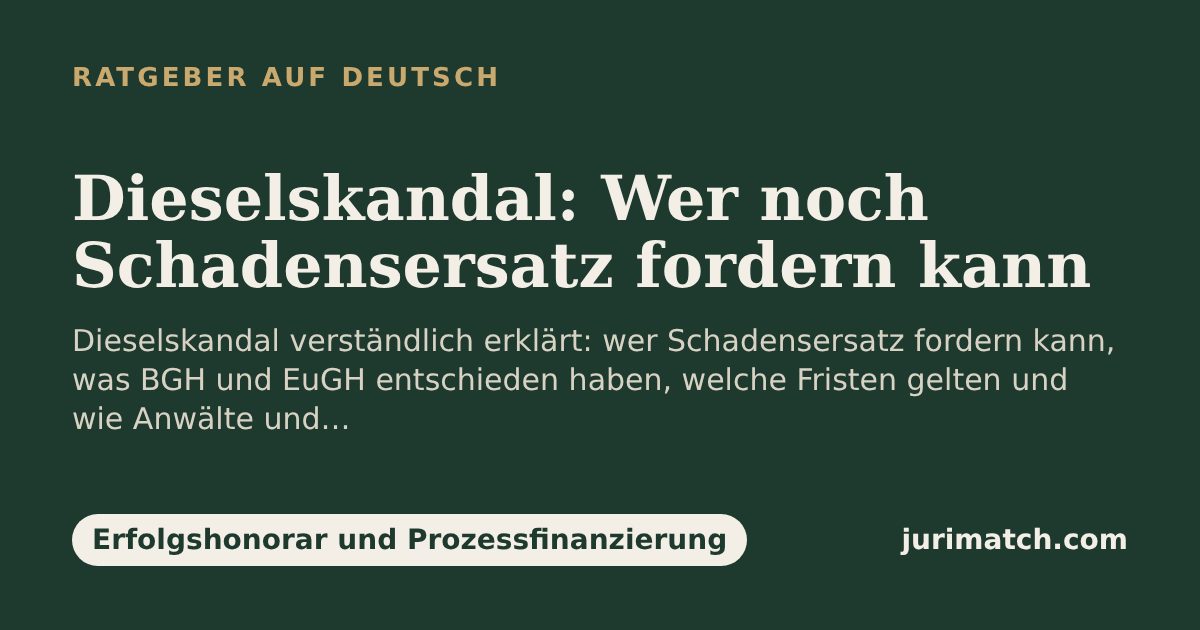 RATGEBER AUF DEUTSCH
Dieselskandal: Wer noch
Schadensersatz fordern kann
Dieselskandal verständlich erklärt: wer Schadensersatz fordern kann,
was BGH und EuGH entschieden haben, welche Fristen gelten und
wie Anwälte und...
Erfolgshonorar und Prozessfinanzierung
jurimatch.com